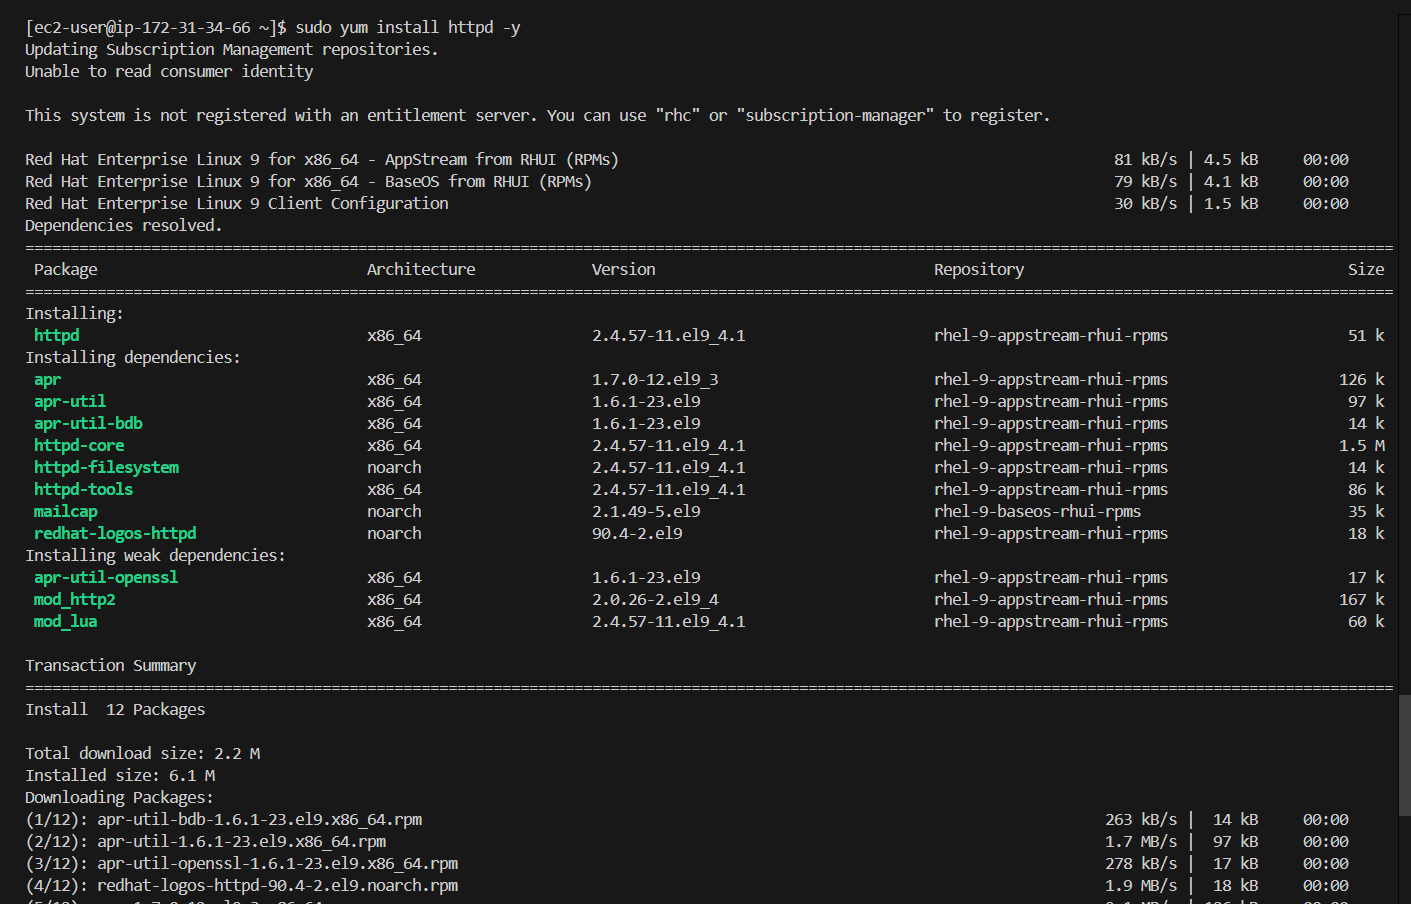 [ec2-user@ip-172-31-34-66 ~]$ sudo yum install httpd -y
Updating Subscription Management repositories.
Unable to read consumer identity
This system is not registered with an entitlement server. You can use "rhc" or "subscription-manager" to register.
Red Hat Enterprise Linux 9 for x86_64 - AppStream from RHUI (RPMs) 81 kB/s | 4.5 kB 00:00
Red Hat Enterprise Linux 9 for x86_64 - BaseOS from RHUI (RPMs) 79 kB/s | 4.1 kB 00:00
Red Hat Enterprise Linux 9 Client Configuration 30 kB/s | 1.5 kB 00:00
Dependencies resolved.
Package Architecture Version Repository Size
Installing:
httpd x86_64 2.4.57-11.el9_4.1 rhel-9-appstream-rhui-rpms 51 k
Installing dependencies:
apr x86_64 1.7.0-12.el9_3 rhel-9-appstream-rhui-rpms 126 k
apr-util x86_64 1.6.1-23.el9 rhel-9-appstream-rhui-rpms 97 k
apr-util-bdb x86_64 1.6.1-23.el9 rhel-9-appstream-rhui-rpms 14 k
httpd-core x86_64 2.4.57-11.el9_4.1 rhel-9-appstream-rhui-rpms 1.5 M
httpd-filesystem noarch 2.4.57-11.el9_4.1 rhel-9-appstream-rhui-rpms 14 k
httpd-tools x86_64 2.4.57-11.el9_4.1 rhel-9-appstream-rhui-rpms 86 k
mailcap noarch 2.1.49-5.el9 rhel-9-baseos-rhui-rpms 35 k
redhat-logos-httpd noarch 90.4-2.el9 rhel-9-appstream-rhui-rpms 18 k
Installing weak dependencies:
apr-util-openssl x86_64 1.6.1-23.el9 rhel-9-appstream-rhui-rpms 17 k
mod_http2 x86_64 2.0.26-2.el9_4 rhel-9-appstream-rhui-rpms 167 k
mod_lua x86_64 2.4.57-11.el9_4.1 rhel-9-appstream-rhui-rpms 60 k
Transaction Summary
Install 12 Packages
Total download size: 2.2 M
Installed size: 6.1 M
Downloading Packages:
(1/12): apr-util-bdb-1.6.1-23.el9.x86_64.rpm 263 kB/s | 14 kB 00:00
(2/12): apr-util-1.6.1-23.el9.x86_64.rpm 1.7 MB/s | 97 kB 00:00
(3/12): apr-util-openssl-1.6.1-23.el9.x86_64.rpm 278 kB/s | 17 kB 00:00
(4/12): redhat-logos-httpd-90.4-2.el9.noarch.rpm 1.9 MB/s | 18 kB 00:00